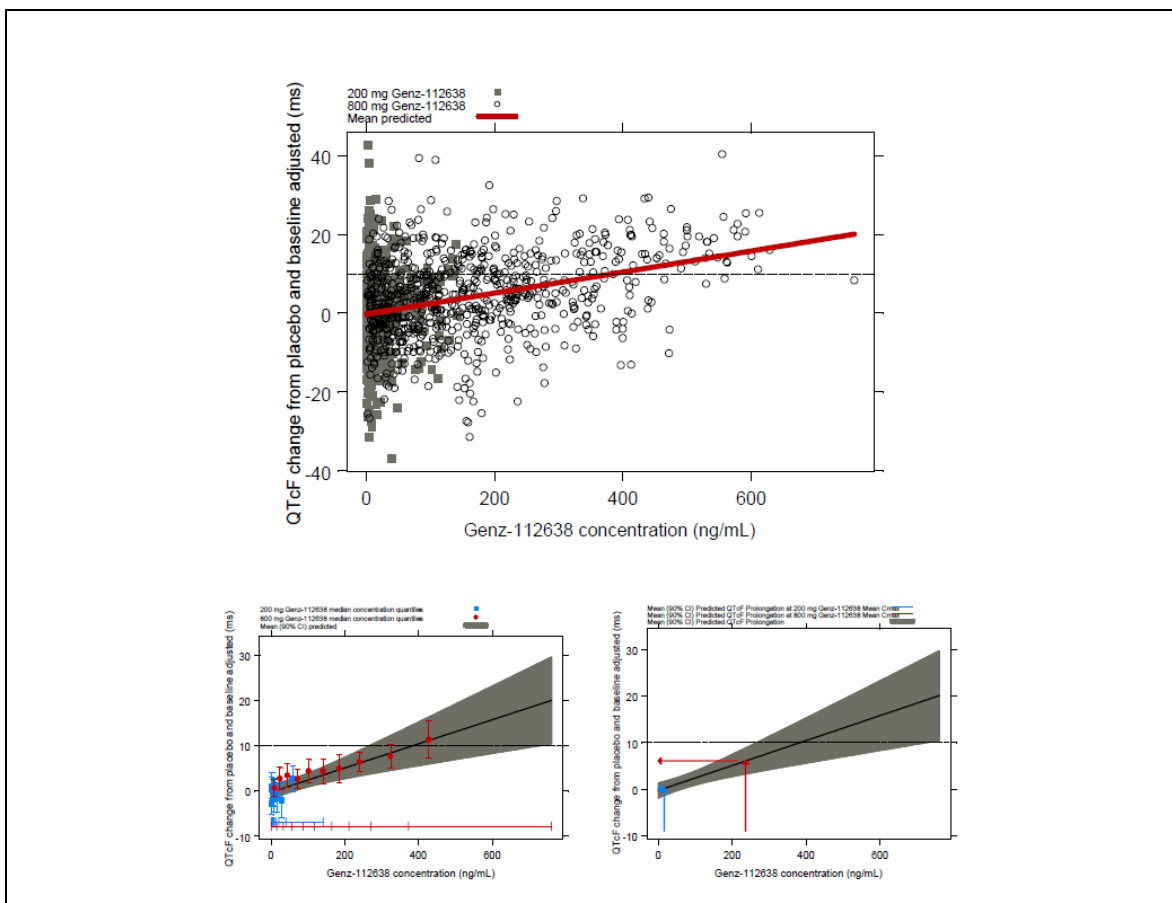 200 mg Genz-112638
800 mg Genz-112638
Mean predicted
QTcF change from placebo and baseline adjusted (ms)
40
20
0
-20
-40
0 200 400 600
Genz-112638 concentration (ng/mL)
200 mg Genz-112638 median concentration quantiles
800 mg Genz-112638 median concentration quantiles
Mean (90% CI) predicted
QTcF change from placebo and baseline adjusted (ms)
30
20
10
0
-10
0 200 400 600
Genz-112638 concentration (ng/mL)
Mean (90% CI) Predicted QTcF Prolongation at 200 mg Genz-112638 Mean Cmax
Mean (90% CI) Predicted QTcF Prolongation at 800 mg Genz-112638 Mean Cmax
Mean (90% CI) Predicted QTcF Prolongation
QTcF change from placebo and baseline adjusted (ms)
30
20
10
0
-10
0 200 400 600
Genz-112638 concentration (ng/mL)